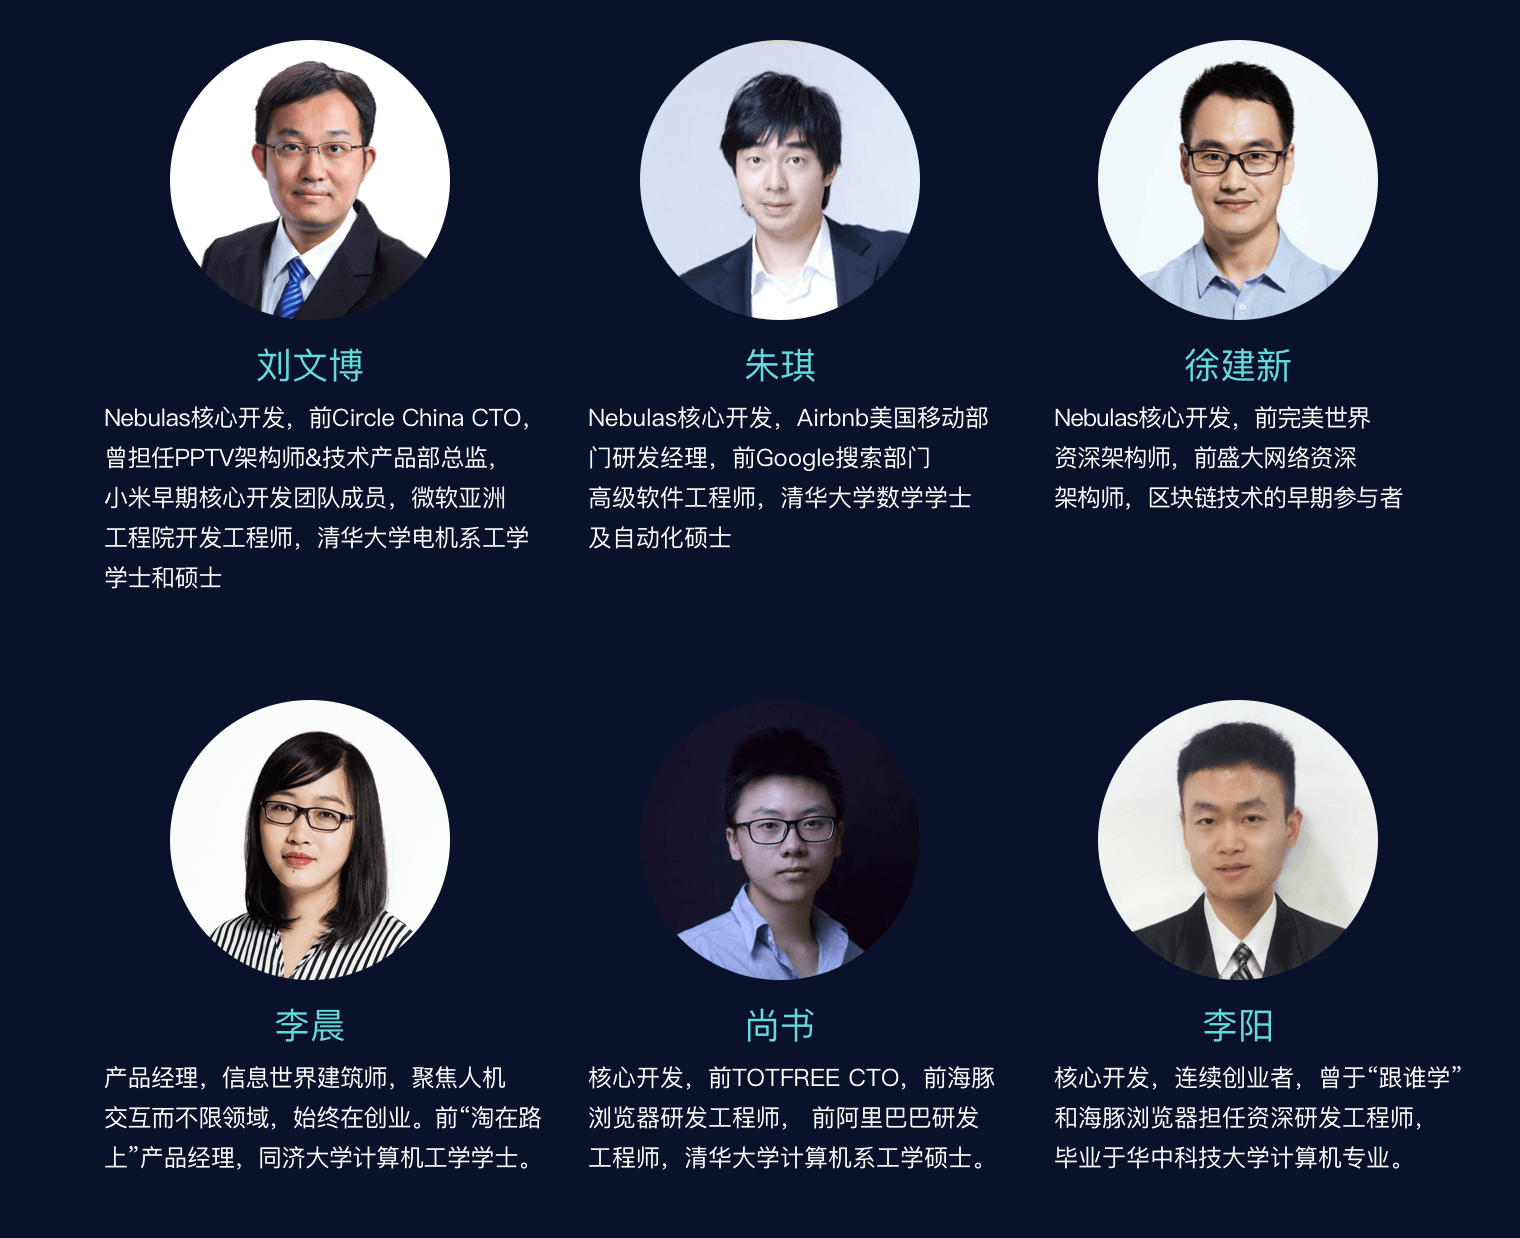 刘文博
Nebulas核心开发，前Circle China CTO，
曾担任PPTV架构师&技术产品部总监，
小米早期核心开发团队成员，微软亚洲
工程院开发工程师，清华大学电机系工学
学士和硕士
朱琪
Nebulas核心开发，Airbnb美国移动部
门研发经理，前Google搜索部门
高级软件工程师，清华大学数学学士
及自动化硕士
徐建新
Nebulas核心开发，前完美世界
资深架构师，前盛大网络资深
架构师，区块链技术的早期参与者
李晨
产品经理，信息世界建筑师，聚焦人机
交互而不限领域，始终在创业。前“淘在路
上”产品经理，同济大学计算机工学学士。
尚书
核心开发，前TOTFREE CTO，前海豚
浏览器研发工程师， 前阿里巴巴研发
工程师，清华大学计算机系工学硕士。
李阳
核心开发，连续创业者，曾于“跟谁学”
和海豚浏览器担任资深研发工程师，
毕业于华中科技大学计算机专业。